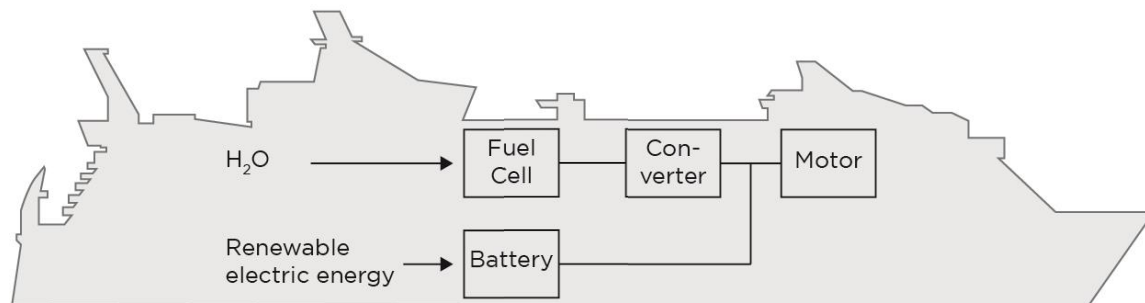 H₂O
Fuel
Cell
Con-
verter
Motor
Renewable
electric energy
Battery